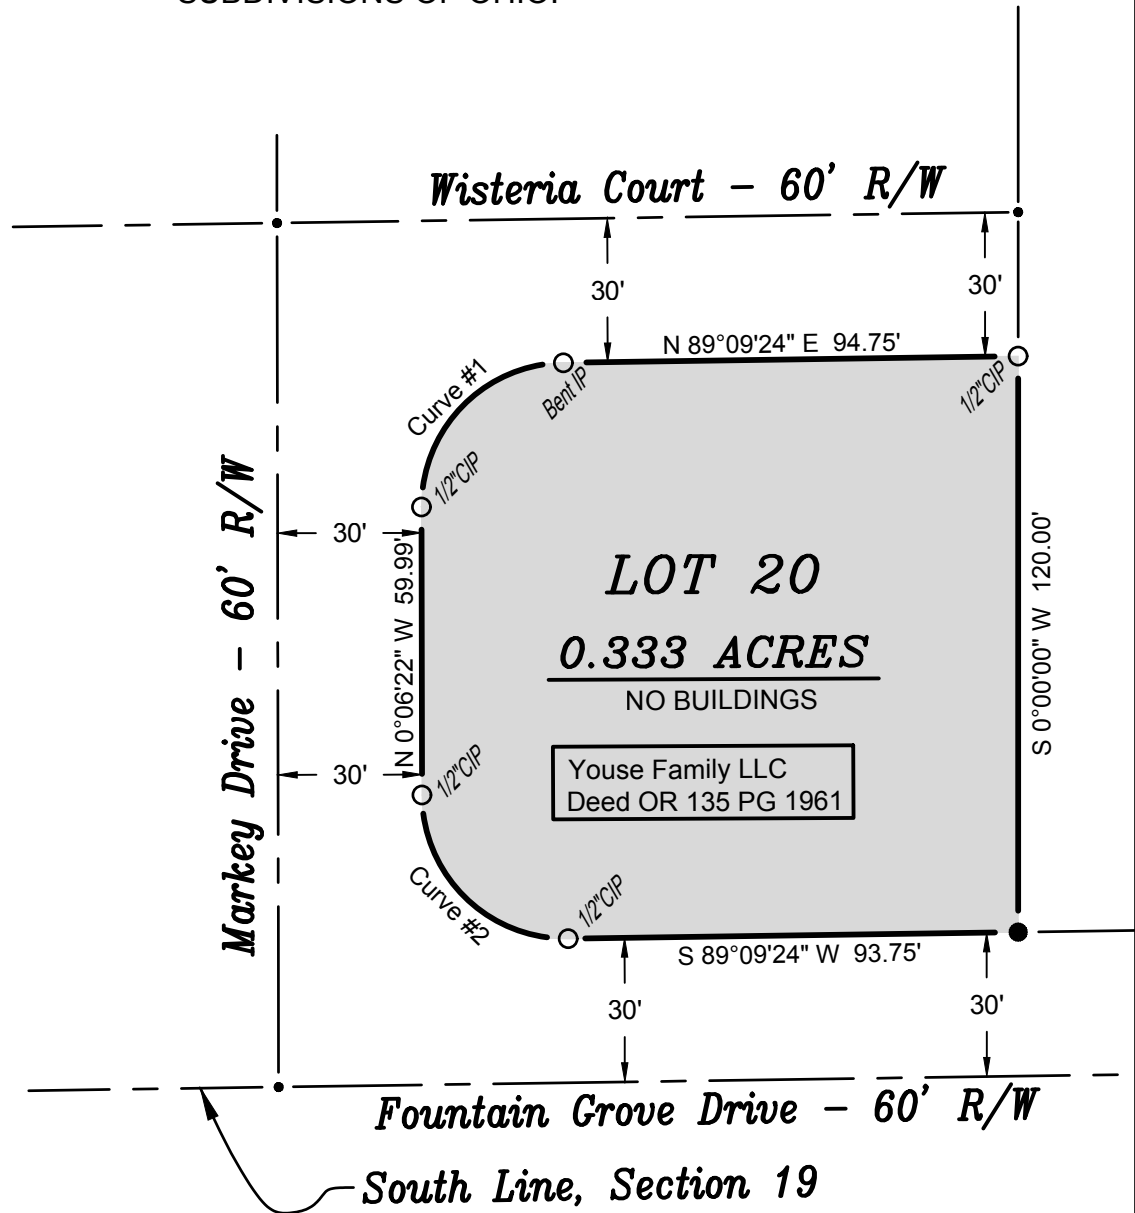 SUBDIVISIONS OF OHIO.
Wisteria Court - 60' R/W
30'
30'
N 89°09'24" E 94.75'
Curve #1
Bent IP
1/2"CIP
1/2"CIP
Markey Drive - 60' R/W
30'
N 0°06'22" W 59.99'
LOT 20
0.333 ACRES
NO BUILDINGS
S 0°00'00" W 120.00'
Youse Family LLC
Deed OR 135 PG 1961
30'
1/2"CIP
Curve #2
1/2"CIP
S 89°09'24" W 93.75'
30'
30'
Fountain Grove Drive - 60' R/W
South Line, Section 19